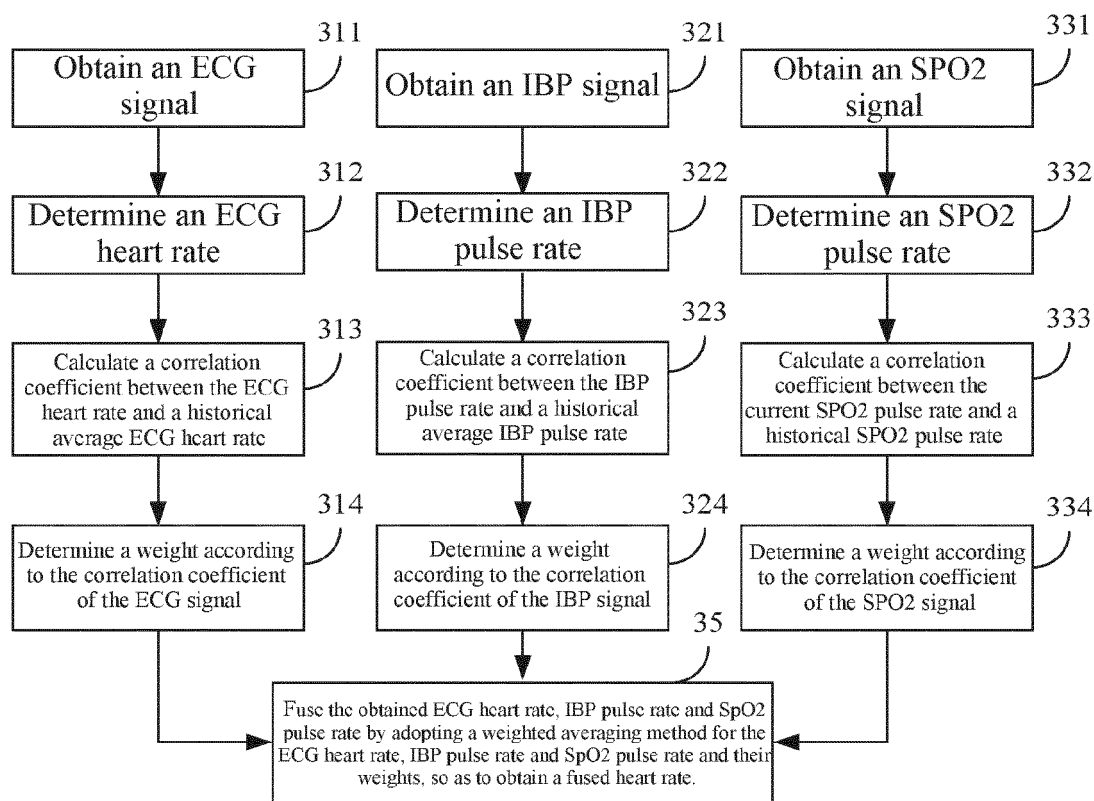 311
Obtain an ECG
signal
321
Obtain an IBP signal
331
Obtain an SPO2
signal
312
Determine an ECG
heart rate
322
Determine an IBP
pulse rate
332
Determine an SPO2
pulse rate
313
Calculate a correlation
coefficient between the ECG
heart rate and a historical
average ECG heart rate
323
Calculate a correlation
coefficient between the IBP
pulse rate and a historical
average IBP pulse rate
333
Calculate a correlation
coefficient between the
current SPO2 pulse rate and a
historical SPO2 pulse rate
314
Determine a weight according
to the correlation coefficient
of the ECG signal
324
Determine a weight
according to the correlation
coefficient of the IBP signal
334
Determine a weight according
to the correlation coefficient
of the SPO2 signal
35
Fuse the obtained ECG heart rate, IBP pulse rate and SpO2
pulse rate by adopting a weighted averaging method for the
ECG heart rate, IBP pulse rate and SpO2 pulse rate and their
weights, so as to obtain a fused heart rate.